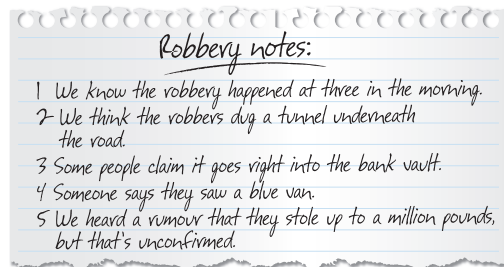 Robbery notes:
1 We know the robbery happened at three in the morning.
2 We think the robbers dug a tunnel underneath
the road.
3 Some people claim it goes right into the bank vault.
4 Someone says they saw a blue van.
5 We heard a rumour that they stole up to a million pounds,
but that's unconfirmed.